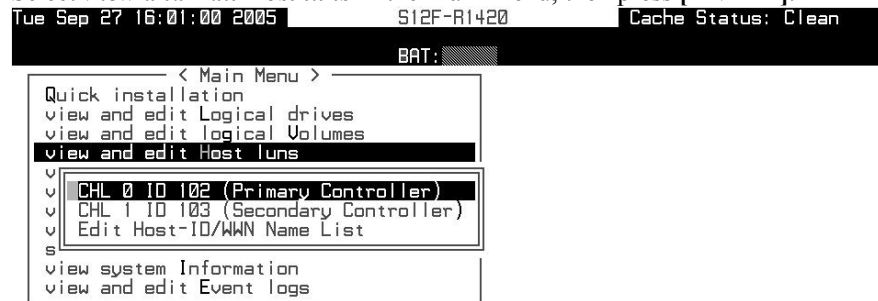 Tue Sep 27 16:01:00 2005 S12F-R1420 Cache Status: Clean
BAT:
< Main Menu >
Quick installation
view and edit Logical drives
view and edit logical Volumes
view and edit Host luns
v
v CHL 0 ID 102 (Primary Controller)
v CHL 1 ID 103 (Secondary Controller)
v Edit Host-ID/WWN Name List
s
view system Information
view and edit Event logs